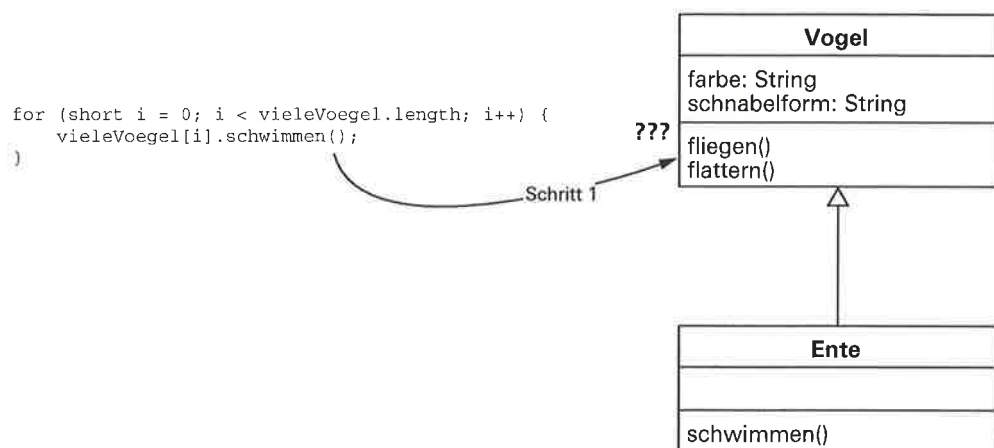 for (short i = 0; i < vieleVoegel.length; i++) {
vieleVoegel[i].schwimmen();
}
Schritt 1
???
Vogel
farbe: String
schnabelform: String
fliegen()
flattern()
Ente
schwimmen()